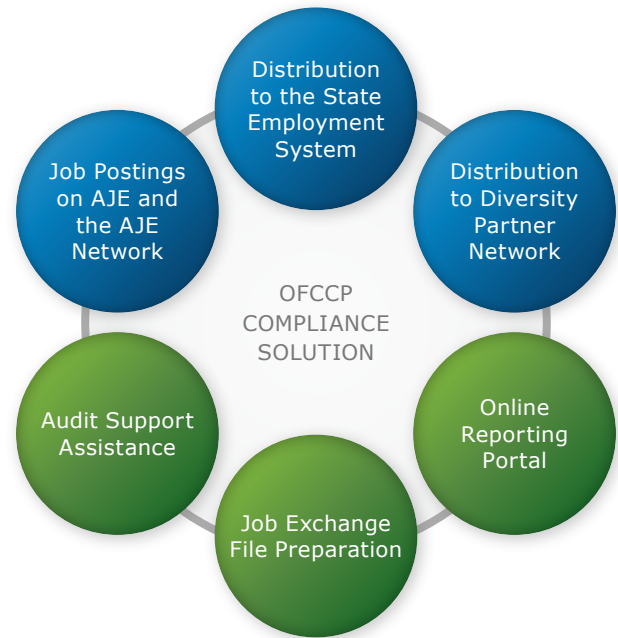 Distribution
to the State
Employment
System
Job Postings
on AJE and
the AJE
Network
Distribution
to Diversity
Partner
Network
OFCCP
COMPLIANCE
SOLUTION
Audit Support
Assistance
Online
Reporting
Portal
Job Exchange
File Preparation